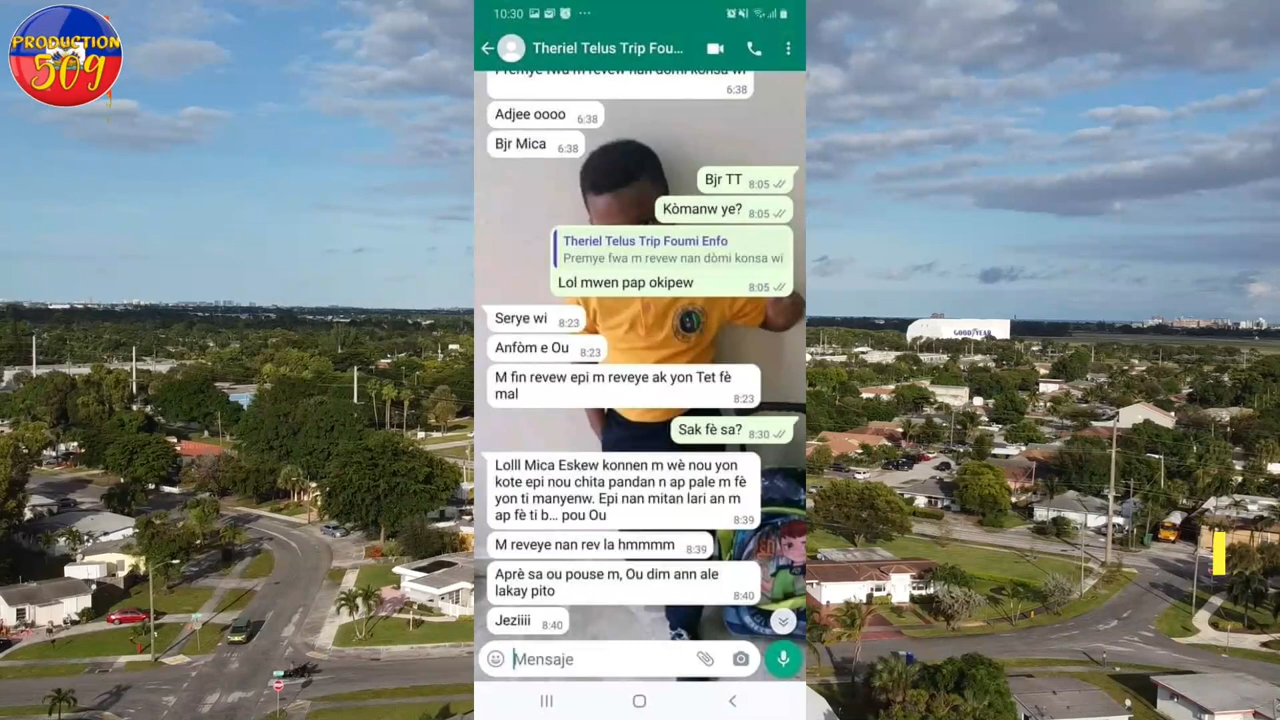 PRODUCTION
509
10:30
Theriel Telus Trip Fou...
Premye fwa m revew nan dòmi konsa wi
6:38
Adjee oooo 6:38
Bjr Mica 6:38
Bjr TT 8:05
Kòmanw ye? 8:05
Theriel Telus Trip Foumi Enfo
Premye fwa m revew nan dòmi konsa wi
Lol mwen pap okipew 8:05
Serye wi 8:23
Anfòm e Ou 8:23
M fin revew epi m reveye ak yon Tet fè
mal 8:23
Sak fè sa? 8:30
Lolll Mica Eskew konnen m wè nou yon
kote epi nou chita pandan n ap pale m fè
yon ti manyenw. Epi nan mitan lari an m
ap fè ti b... pou Ou 8:39
M reveye nan rev la hmmmm 8:39
Aprè sa ou pouse m, Ou dim ann ale
lakay pito 8:40
Jeziiii 8:40
Mensaje
GOODYEAR